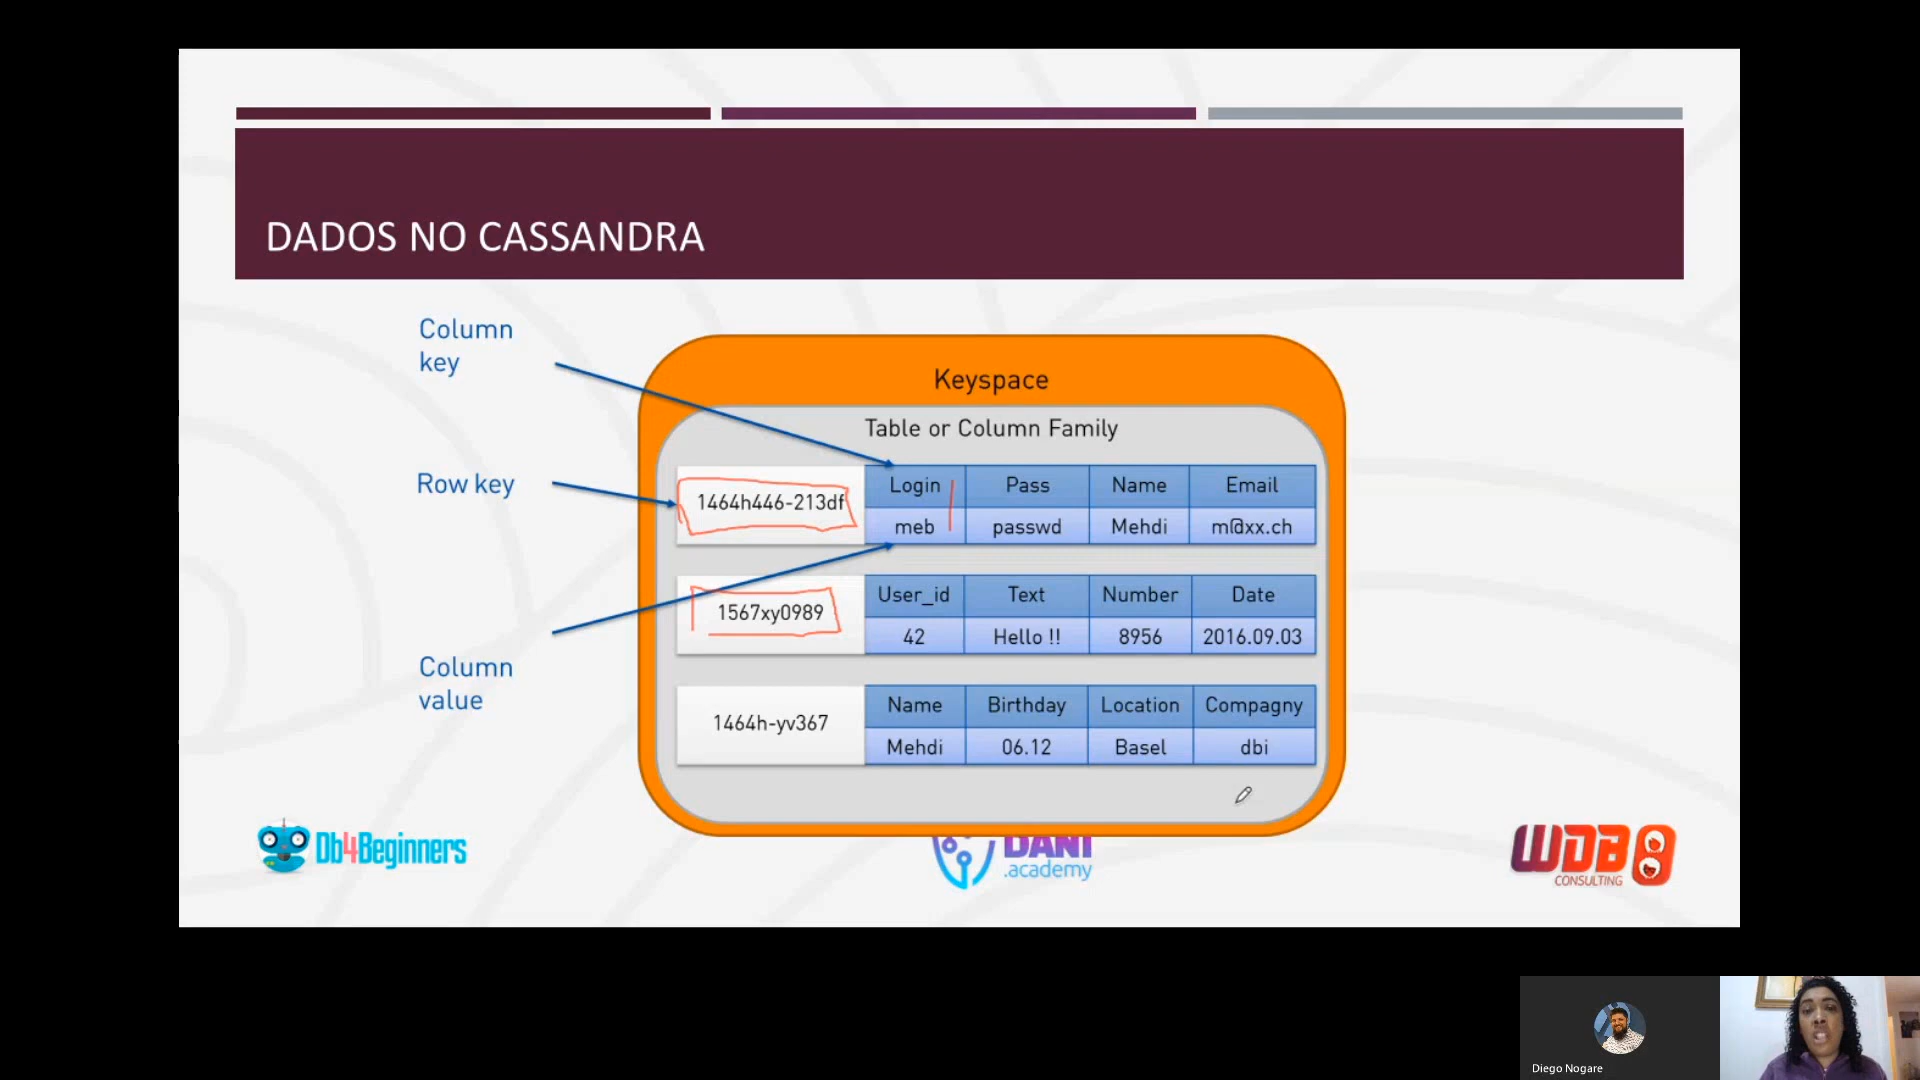 DADOS NO CASSANDRA
Column
key
Keyspace
Table or Column Family
Row key
1464h446-213df
Login Pass Name Email
meb passwd Mehdi m@xx.ch
1567xy0989
User_id Text Number Date
42 Hello !! 8956 2016.09.03
Column
value
1464h-yv367
Name Birthday Location Compagny
Mehdi 06.12 Basel dbi
Db4Beginners
DANI
.academy
WDB
CONSULTING
Diego Nogare